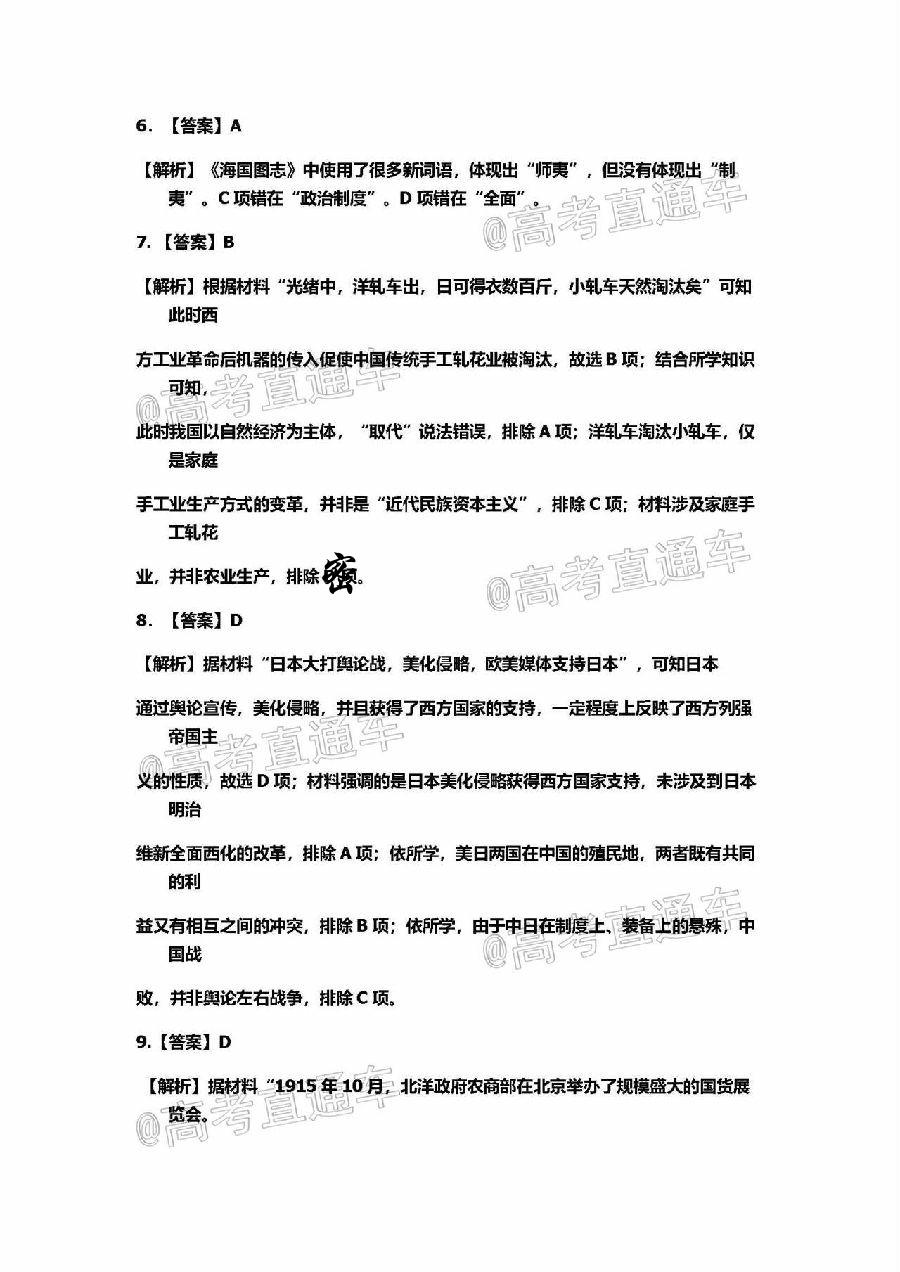 6. 【答案】A
【解析】《海国图志》中使用了很多新词语，体现出“师夷”，但没有体现出“制
夷”。C 项错在“政治制度”。D 项错在“全面”。
@高考直通车
7. 【答案】B
【解析】根据材料“光绪中，洋轧车出，日可得衣数百斤，小轧车天然淘汰矣”可知
此时西
方工业革命后机器的传入促使中国传统手工轧花业被淘汰，故选 B 项；结合所学知识
可知，
@高考直通车
此时我国以自然经济为主体，“取代”说法错误，排除 A 项；洋轧车淘汰小轧车，仅
是家庭
手工业生产方式的变革，并非是“近代民族资本主义”，排除 C 项；材料涉及家庭手
工轧花
业，并非农业生产，排除密项。
@高考直通车
8. 【答案】D
【解析】据材料“日本大打舆论战，美化侵略，欧美媒体支持日本”，可知日本
通过舆论宣传，美化侵略，并且获得了西方国家的支持，一定程度上反映了西方列强
帝国主
@高考直通车
义的性质，故选 D 项；材料强调的是日本美化侵略获得西方国家支持，未涉及到日本
明治
维新全面西化的改革，排除 A 项；依所学，美日两国在中国的殖民地，两者既有共同
的利
益又有相互之间的冲突，排除 B 项；依所学，由于中日在制度上、装备上的悬殊，中
国战
@高考直通车
败，并非舆论左右战争，排除 C 项。
9.【答案】D
【解析】据材料“1915 年 10 月，北洋政府农商部在北京举办了规模盛大的国货展
览会。
@高考直通车